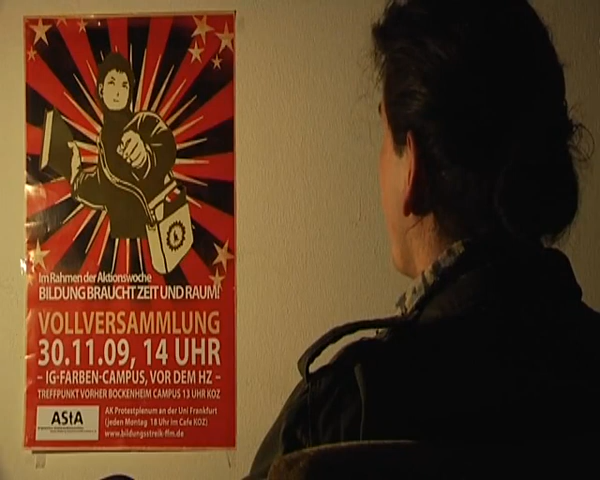 Im Rahmen der Aktionswoche
BILDUNG BRAUCHT ZEIT UND RAUM!
VOLLVERSAMMLUNG
30.11.09, 14 UHR
– IG-FARBEN-CAMPUS, VOR DEM HZ –
TREFFPUNKT VORHER BOCKENHEIM CAMPUS 13 UHR KOZ
AStA
AK Protestplenum an der Uni Frankfurt
(jeden Montag 18 Uhr im Cafe KOZ)
www.bildungsstreik-ffm.de